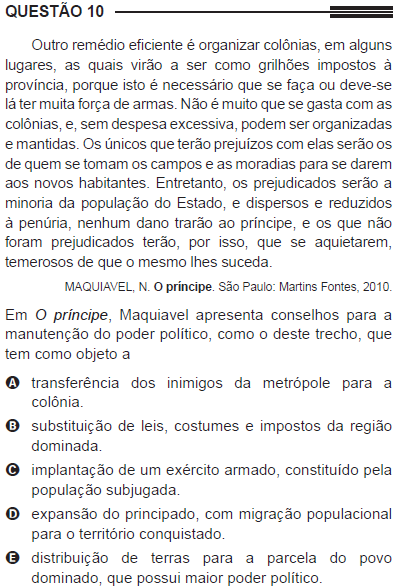 QUESTÃO 10
Outro remédio eficiente é organizar colônias, em alguns
lugares, as quais virão a ser como grilhões impostos à
província, porque isto é necessário que se faça ou deve-se
lá ter muita força de armas. Não é muito que se gasta com as
colônias, e, sem despesa excessiva, podem ser organizadas
e mantidas. Os únicos que terão prejuízos com elas serão os
de quem se tomam os campos e as moradias para se darem
aos novos habitantes. Entretanto, os prejudicados serão a
minoria da população do Estado, e dispersos e reduzidos
à penúria, nenhum dano trarão ao príncipe, e os que não
foram prejudicados terão, por isso, que se aquietarem,
temerosos de que o mesmo lhes suceda.
MAQUIAVEL, N. O príncipe. São Paulo: Martins Fontes, 2010.
Em O príncipe, Maquiavel apresenta conselhos para a
manutenção do poder político, como o deste trecho, que
tem como objeto a
A transferência dos inimigos da metrópole para a
colônia.
B substituição de leis, costumes e impostos da região
dominada.
C implantação de um exército armado, constituído pela
população subjugada.
D expansão do principado, com migração populacional
para o território conquistado.
E distribuição de terras para a parcela do povo
dominado, que possui maior poder político.